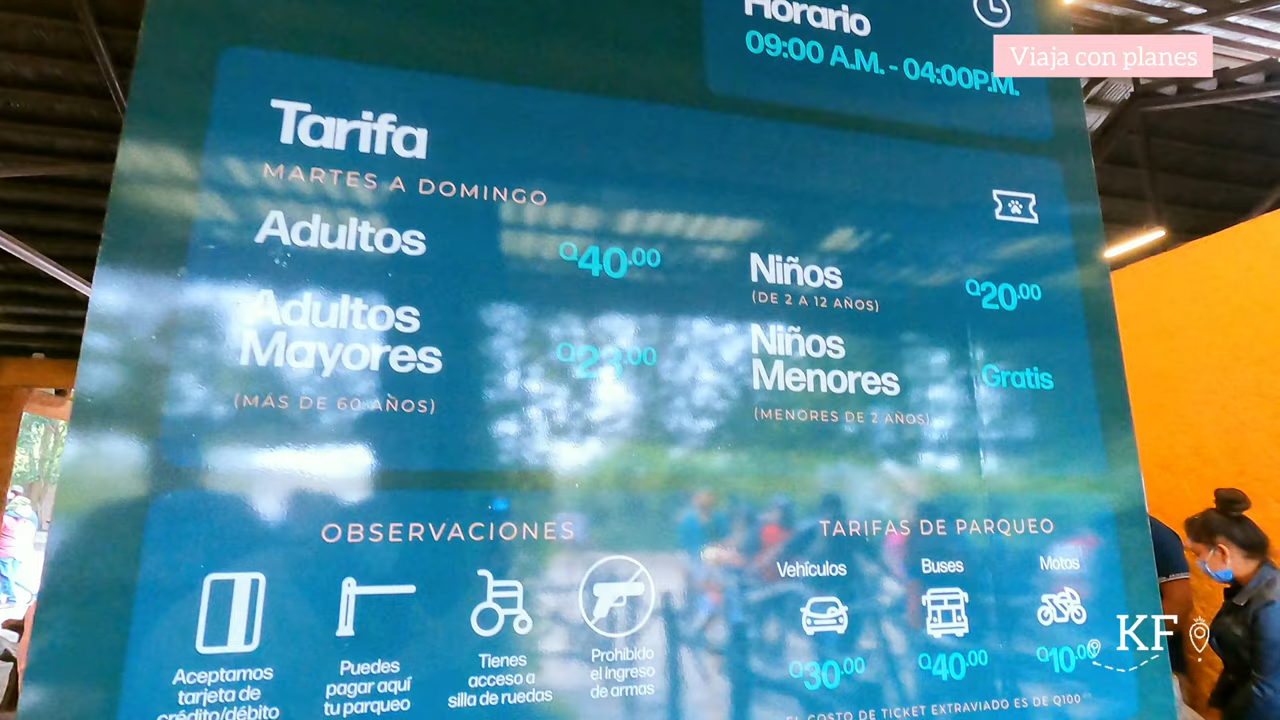 Horario
09:00 A.M. - 04:00P.M.
Viaja con planes
Tarifa
MARTES A DOMINGO
Adultos
Q40.00
Adultos
Mayores
(MÁS DE 60 AÑOS)
Niños
(DE 2 A 12 AÑOS)
Q20.00
Niños
Menores
(MENORES DE 2 AÑOS)
Gratis
OBSERVACIONES
Aceptamos
tarjeta de
crédito/débito
Puedes
pagar aquí
tu parqueo
Tienes
acceso a
silla de ruedas
Prohibido
el ingreso
de armas
TARIFAS DE PARQUEO
Vehículos
Q30.00
Buses
Q40.00
Motos
Q10.00
EL COSTO DE TICKET EXTRAVIADO ES DE Q100
KF